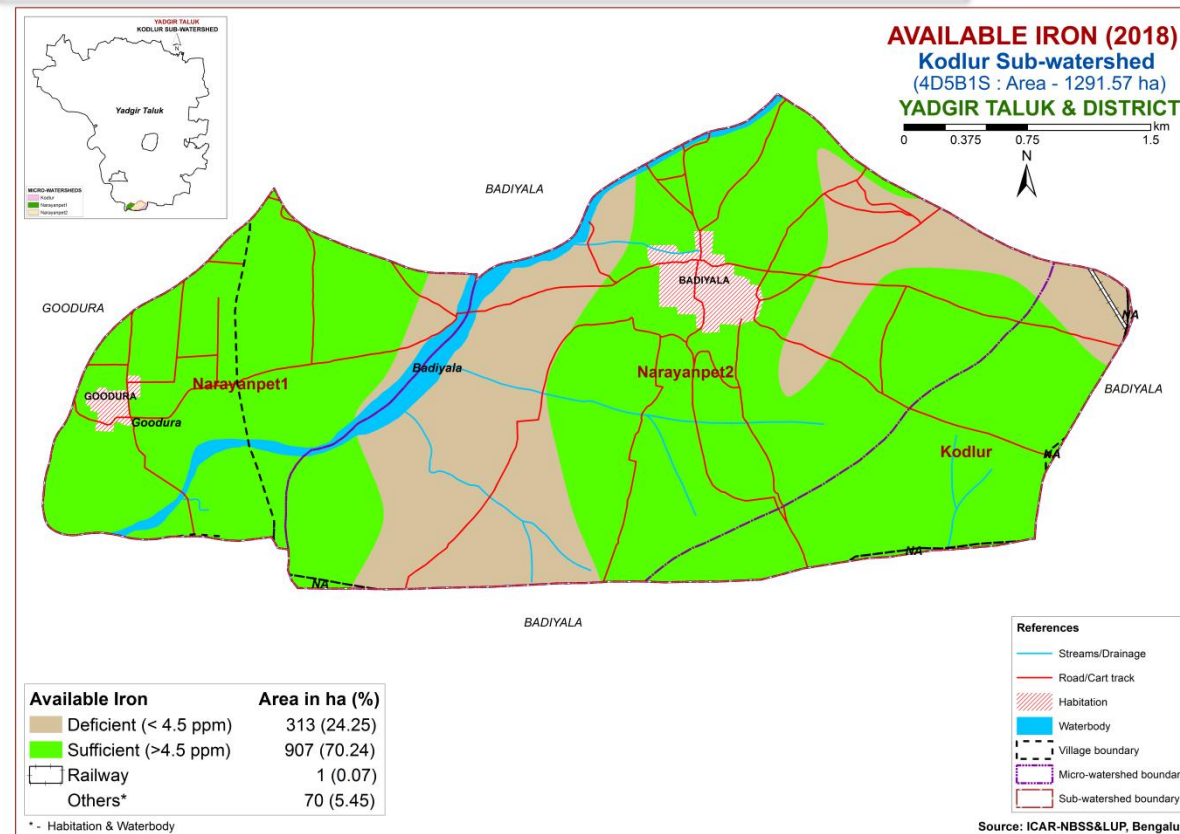 YADGIR TALUK
KODLUR SUB-WATERSHED
N
Yadgir Taluk
MICRO-WATERSHEDS
Kodlur
Narayanpet1
Narayanpet2
AVAILABLE IRON (2018)
Kodlur Sub-watershed
(4D5B1S : Area - 1291.57 ha)
YADGIR TALUK & DISTRICT
km
0 0.375 0.75 1.5
N
BADIYALA
GOODURA
BADIYALA
NA
Badiyala
Narayanpet1
Narayanpet2
BADIYALA
GOODURA
Goodura
Kodlur
NA
NA
NA
BADIYALA
Available Iron Area in ha (%)
Deficient (< 4.5 ppm) 313 (24.25)
Sufficient (>4.5 ppm) 907 (70.24)
Railway 1 (0.07)
Others* 70 (5.45)
* - Habitation & Waterbody
References
Streams/Drainage
Road/Cart track
Habitation
Waterbody
Village boundary
Micro-watershed boundar
Sub-watershed boundary
Source: ICAR-NBSS&LUP, Bengalu